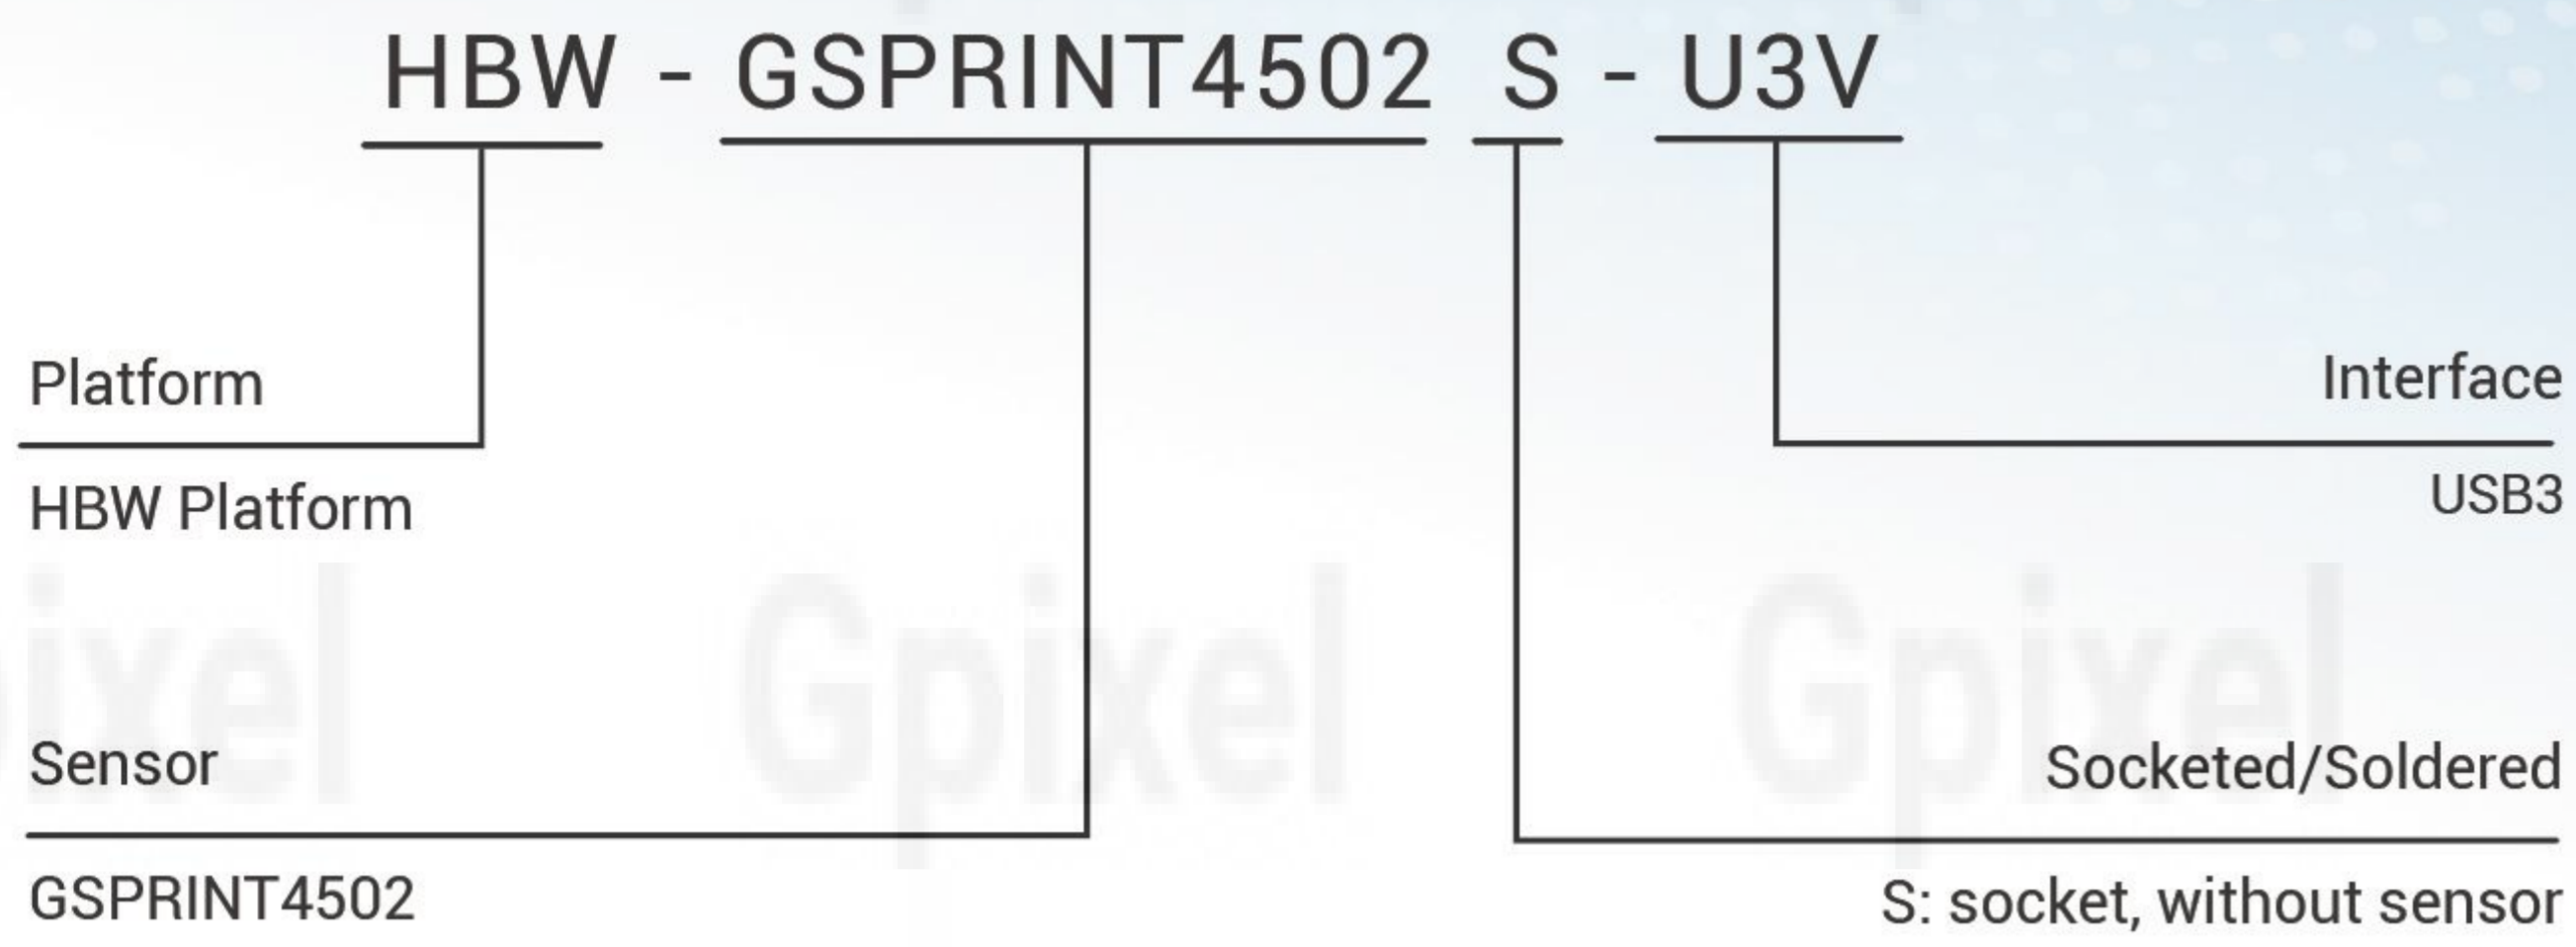 HBW - GSPRINT4502 S - U3V
Platform
Interface
HBW Platform
USB3
Gpixel
Gpixel
Sensor
Socketed/Soldered
GSPRINT4502
S: socket, without sensor